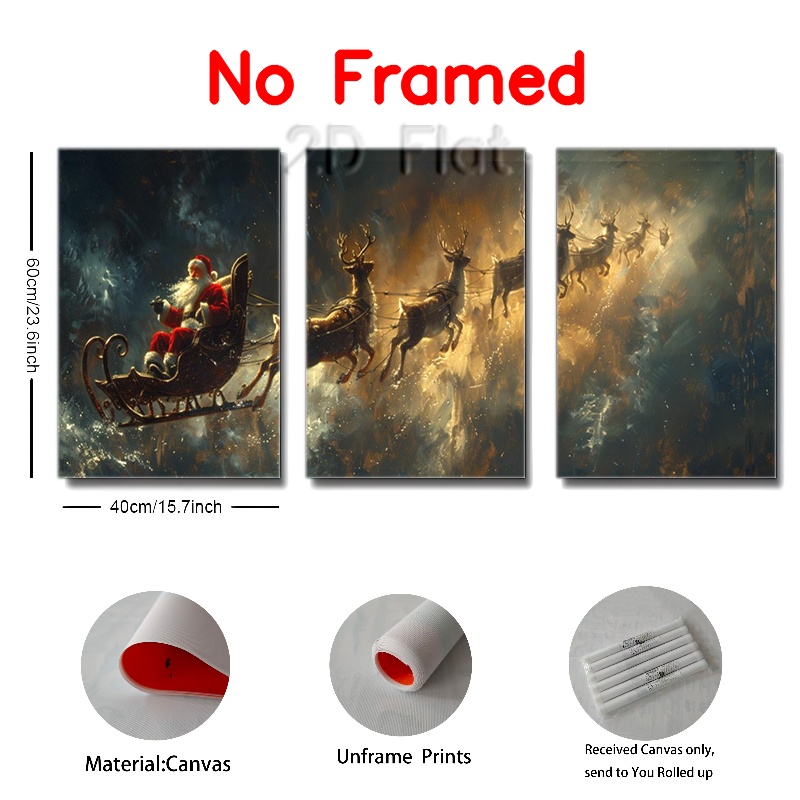 No Framed
2D Flat
60cm/23.6inch
40cm/15.7inch
Material:Canvas
Unframe Prints
Received Canvas only,
send to You Rolled up